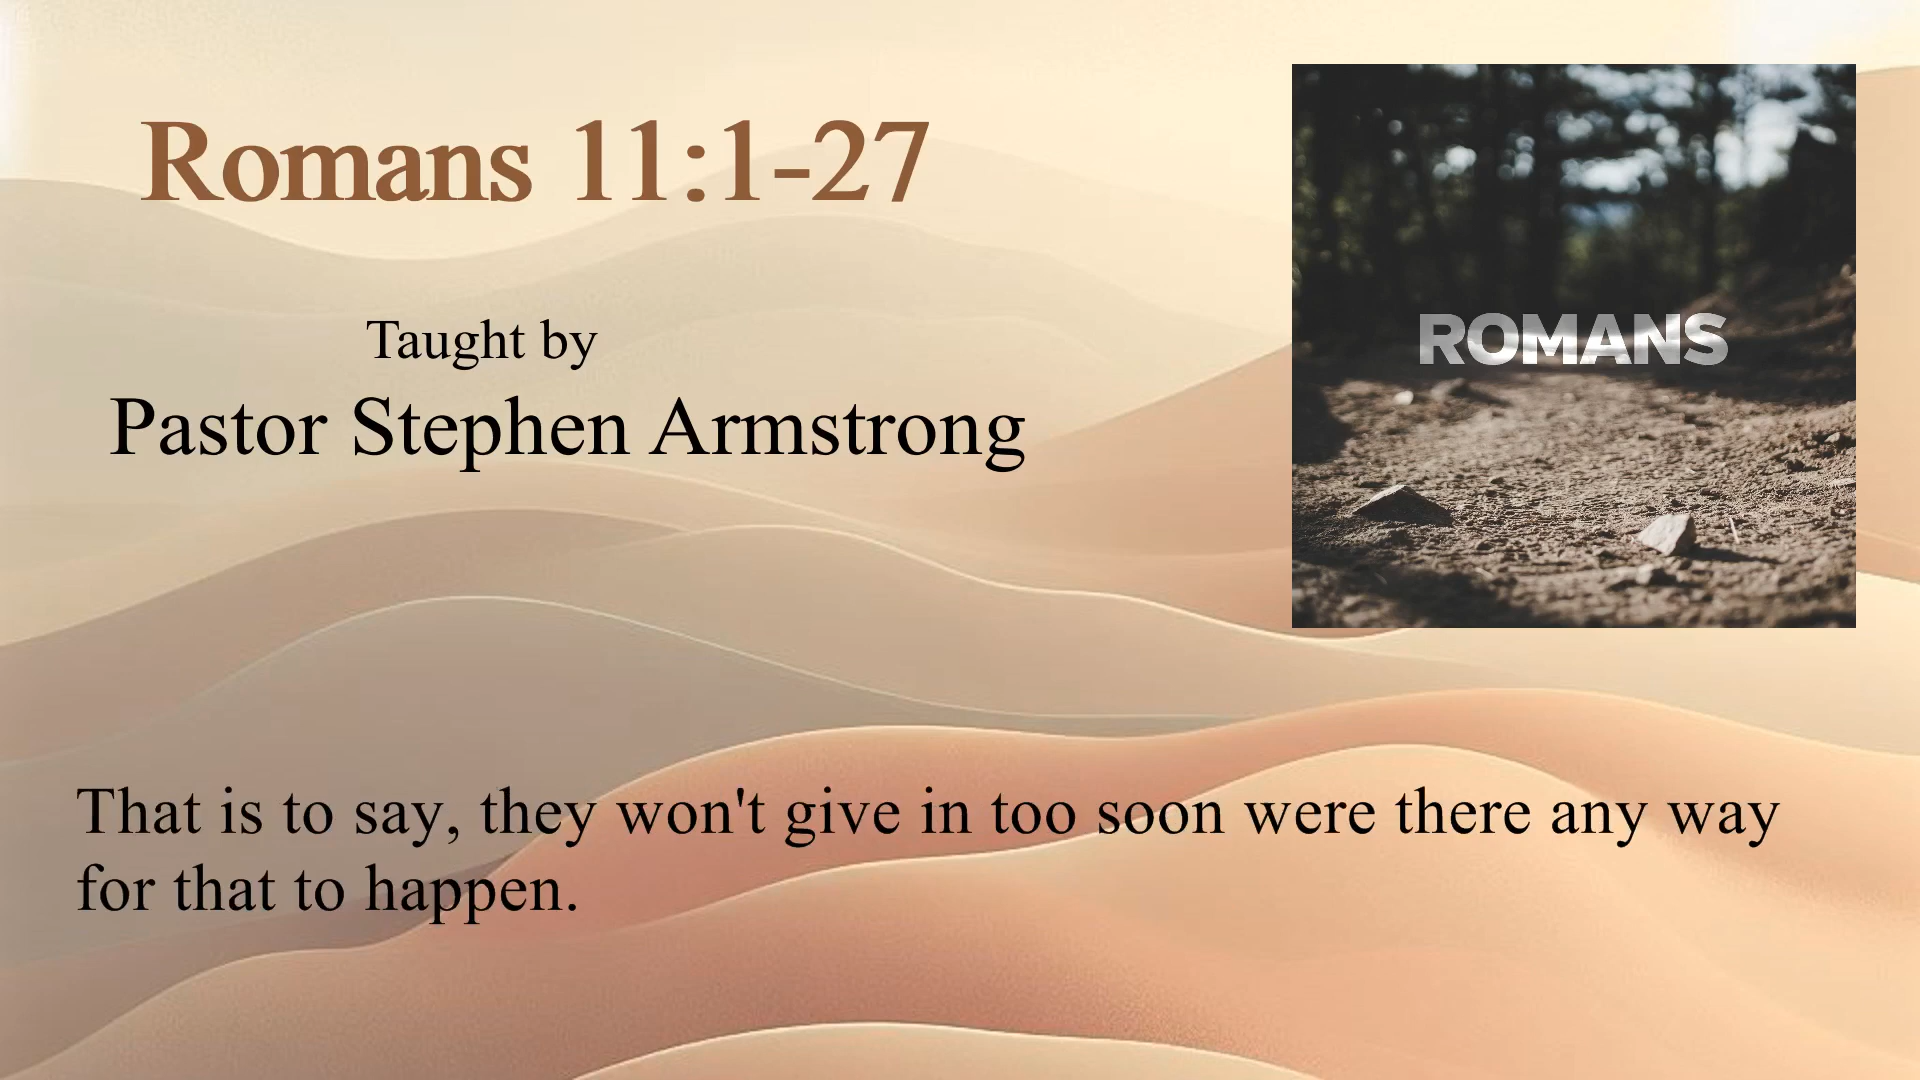 Romans 11:1-27
ROMANS
Taught by
Pastor Stephen Armstrong
That is to say, they won't give in too soon were there any way
for that to happen.